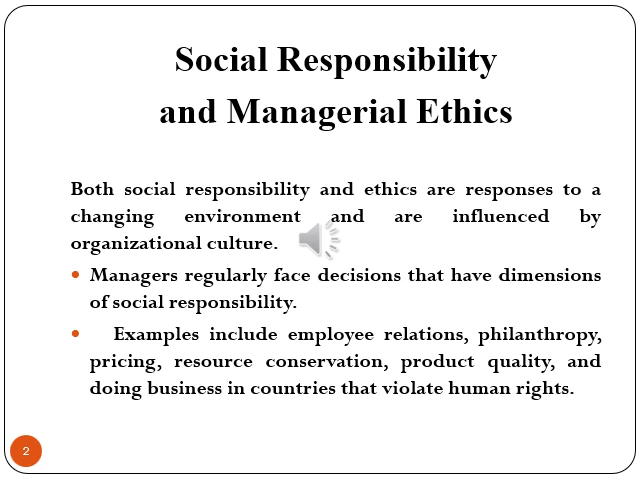 Social Responsibility
and Managerial Ethics
Both social responsibility and ethics are responses to a
changing environment and are influenced by
organizational culture.
• Managers regularly face decisions that have dimensions
of social responsibility.
• Examples include employee relations, philanthropy,
pricing, resource conservation, product quality, and
doing business in countries that violate human rights.
2